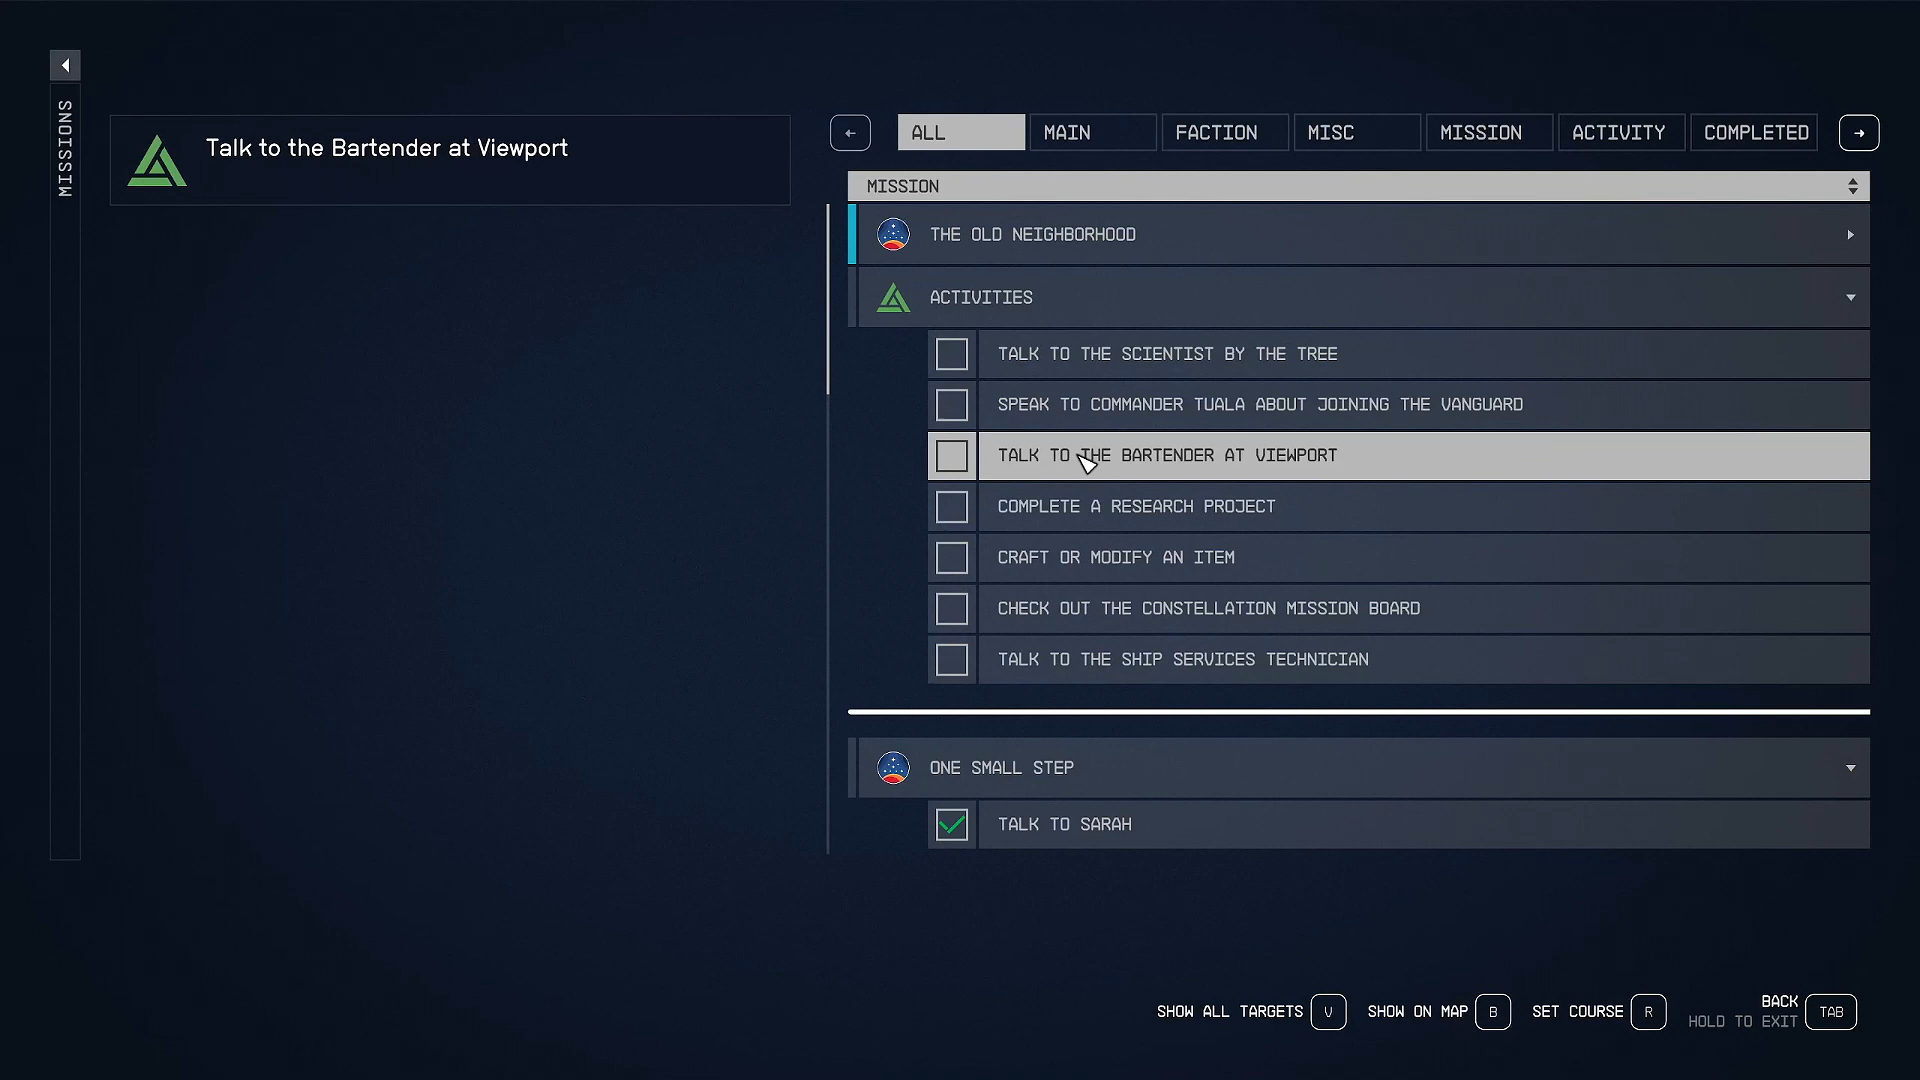 MISSIONS
Talk to the Bartender at Viewport
ALL
MAIN
FACTION
MISC
MISSION
ACTIVITY
COMPLETED
MISSION
THE OLD NEIGHBORHOOD
ACTIVITIES
TALK TO THE SCIENTIST BY THE TREE
SPEAK TO COMMANDER TUALA ABOUT JOINING THE VANGUARD
TALK TO THE BARTENDER AT VIEWPORT
COMPLETE A RESEARCH PROJECT
CRAFT OR MODIFY AN ITEM
CHECK OUT THE CONSTELLATION MISSION BOARD
TALK TO THE SHIP SERVICES TECHNICIAN
ONE SMALL STEP
TALK TO SARAH
SHOW ALL TARGETS V
SHOW ON MAP B
SET COURSE R
BACK
HOLD TO EXIT
TAB